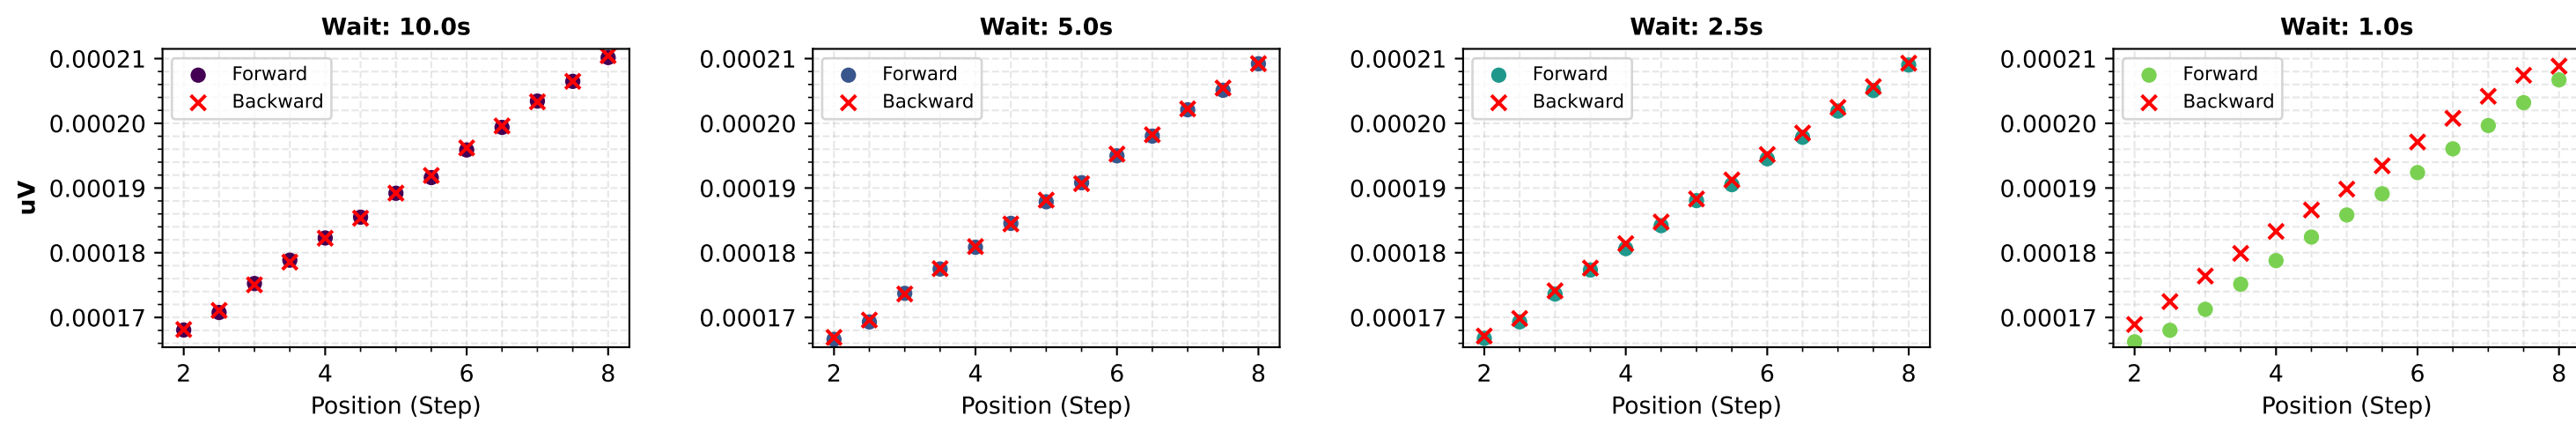 Wait: 10.0s
0.00021
0.00020
0.00019
0.00018
0.00017
uV
Forward
Backward
2 4 6 8
Position (Step)
Wait: 5.0s
0.00021
0.00020
0.00019
0.00018
0.00017
Forward
Backward
2 4 6 8
Position (Step)
Wait: 2.5s
0.00021
0.00020
0.00019
0.00018
0.00017
Forward
Backward
2 4 6 8
Position (Step)
Wait: 1.0s
0.00021
0.00020
0.00019
0.00018
0.00017
Forward
Backward
2 4 6 8
Position (Step)